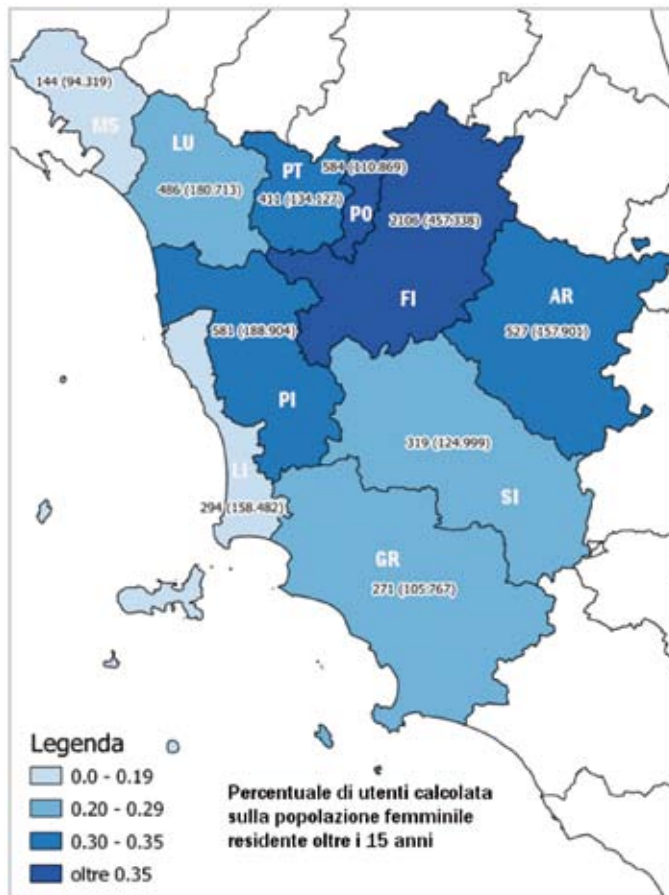 144 (94.319)
MS
LU
486 (180.713)
PT
411 (134.127)
584 (110.869)
PO
2106 (457.338)
FI
AR
527 (157.901)
581 (188.904)
PI
LI
294 (158.482)
319 (124.999)
SI
GR
271 (105.767)
Legenda
0.0 - 0.19
0.20 - 0.29
0.30 - 0.35
oltre 0.35
Percentuale di utenti calcolata
sulla popolazione femminile
residente oltre i 15 anni